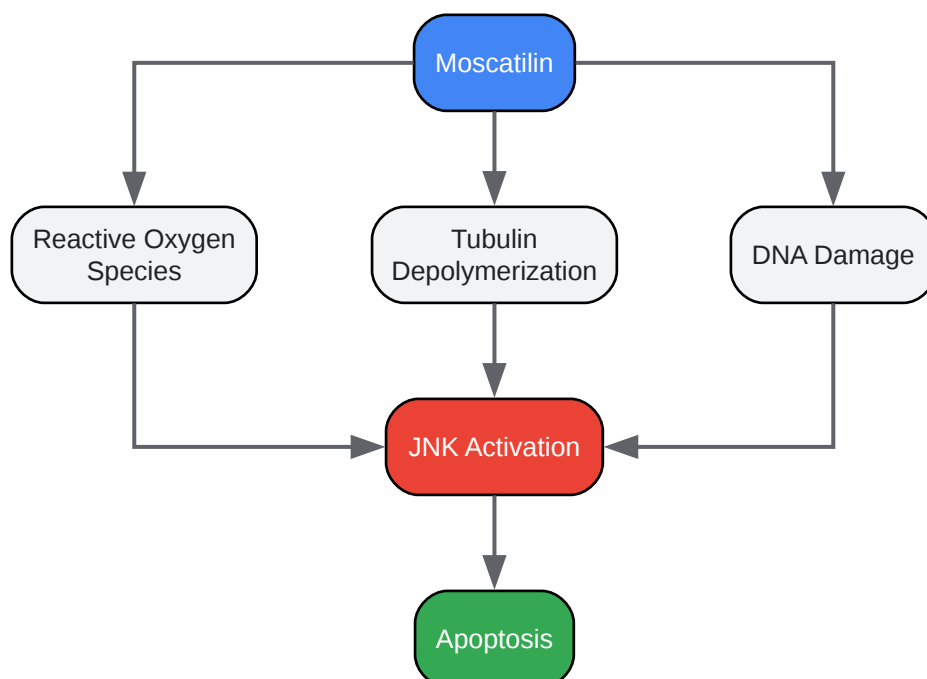 Moscatilin
Reactive Oxygen
Species
Tubulin
Depolymerization
DNA Damage
JNK Activation
Apoptosis